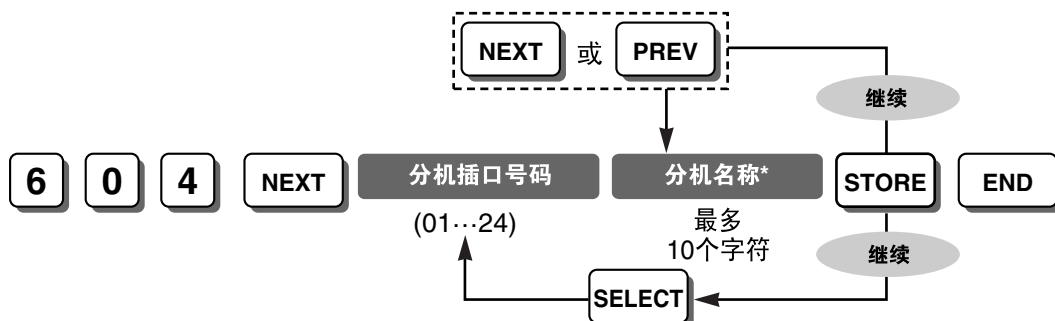 NEXT 或 PREV
继续
6 0 4 NEXT 分机插口号码 分机名称* STORE END
(01···24) 最多
10个字符
继续
SELECT